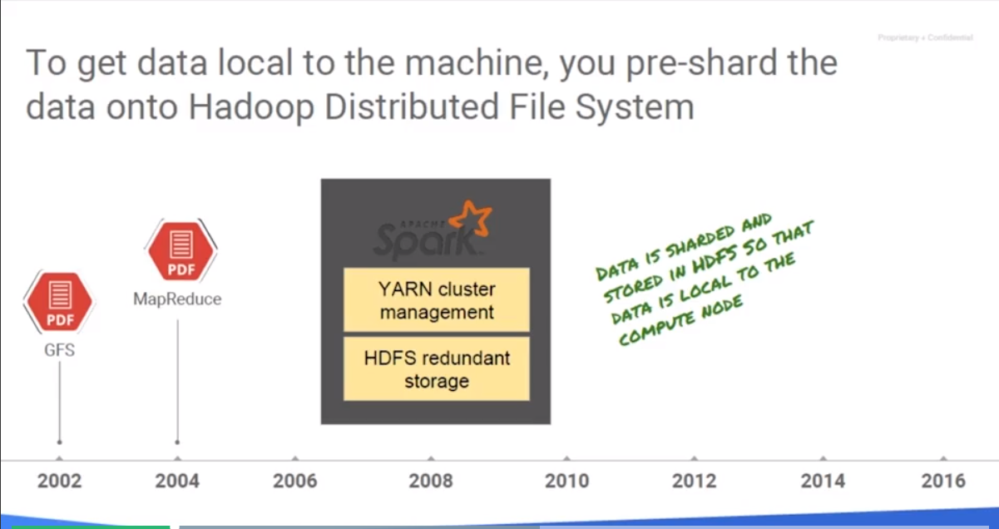 Proprietary + Confidential
To get data local to the machine, you pre-shard the
data onto Hadoop Distributed File System
APACHE
Spark
YARN cluster
management
HDFS redundant
storage
DATA IS SHARDED AND
STORED IN HDFS SO THAT
DATA IS LOCAL TO THE
COMPUTE NODE
PDF
MapReduce
PDF
GFS
2002 2004 2006 2008 2010 2012 2014 2016